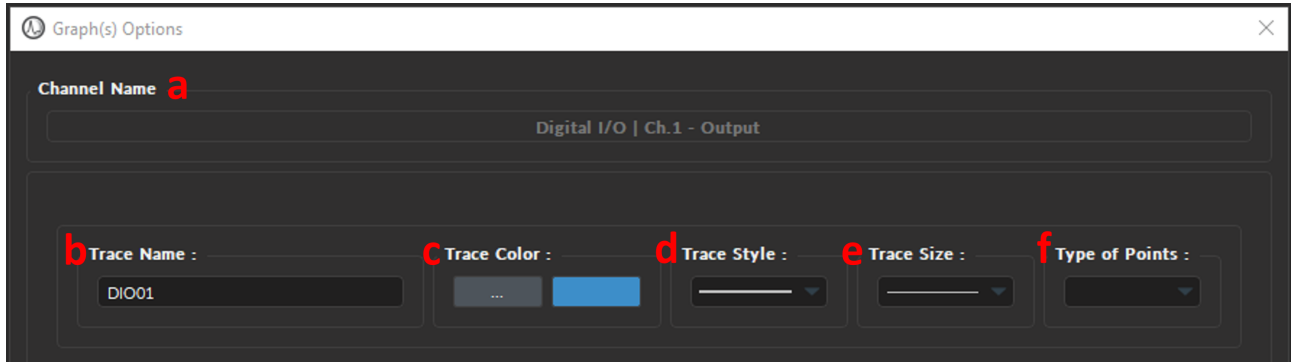 Graph(s) Options
Channel Name a
Digital I/O | Ch.1 - Output
b Trace Name : c Trace Color : d Trace Style : e Trace Size : f Type of Points :
DIO01 ...